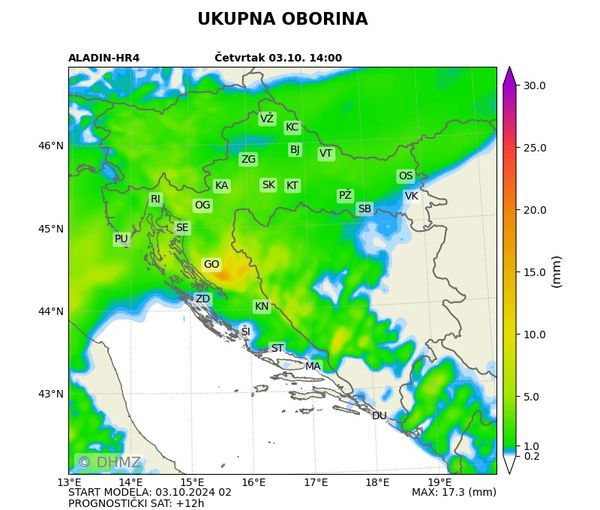 UKUPNA OBORINA
ALADIN-HR4
Četvrtak 03.10. 14:00
30.0
25.0
20.0
15.0
10.0
5.0
1.0
0.2
(mm)
46°N
45°N
44°N
43°N
VŽ
KC
BJ
VT
ZG
OS
KA
SK
KT
PŽ
VK
RI
OG
SB
SE
PU
GO
ZD
KN
ŠI
ST
MA
DU
© DHMZ
13°E
14°E
15°E
16°E
17°E
18°E
19°E
START MODELA: 03.10.2024 02
MAX: 17.3 (mm)
PROGNOSTIČKI SAT: +12h